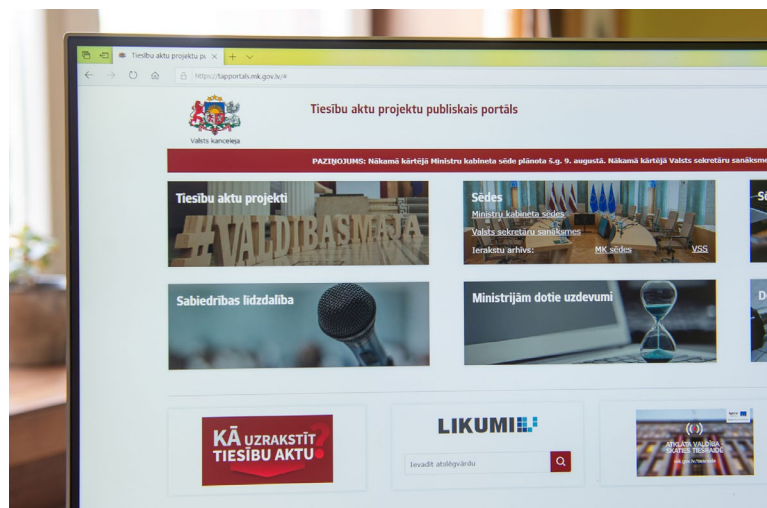 Tiesību aktu projektu pu
https://tapportals.mk.gov.lv/#
Valsts kanceleja
Tiesību aktu projektu publiskais portāls
PAZIŅOJUMS: Nākamā kārtējā Ministru kabineta sēde plānota š.g. 9. augustā. Nākamā kārtējā Valsts sekretāru sanāksme
Tiesību aktu projekti
#VALDIBASMAJA
Sēdes
Ministru kabineta sēdes
Valsts sekretāru sanāksmes
Ierakstu arhīvs: MK sēdes VSS
Sabiedrības līdzdalība
Ministrijām dotie uzdevumi
KĀ UZRAKSTĪT
TIESĪBU AKTU?
LIKUMI
Ievadīt atslēgvārdu
ATKLĀTĀ VALDĪBA
SKATIES TIEŠRAIDĒ